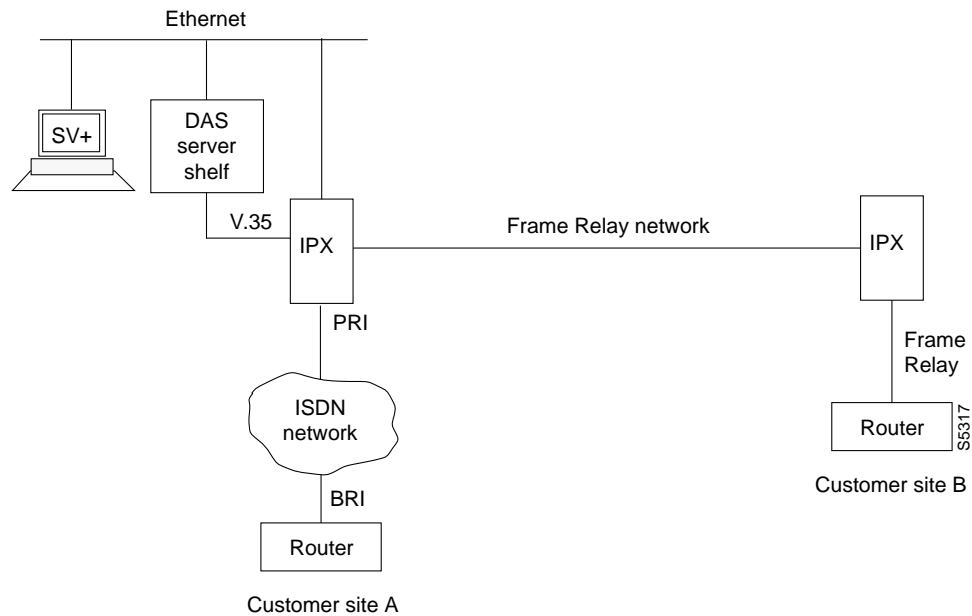 Ethernet
SV+
DAS
server
shelf
V.35
IPX
Frame Relay network
IPX
PRI
Frame
Relay
ISDN
network
Router
S5317
Customer site B
BRI
Router
Customer site A